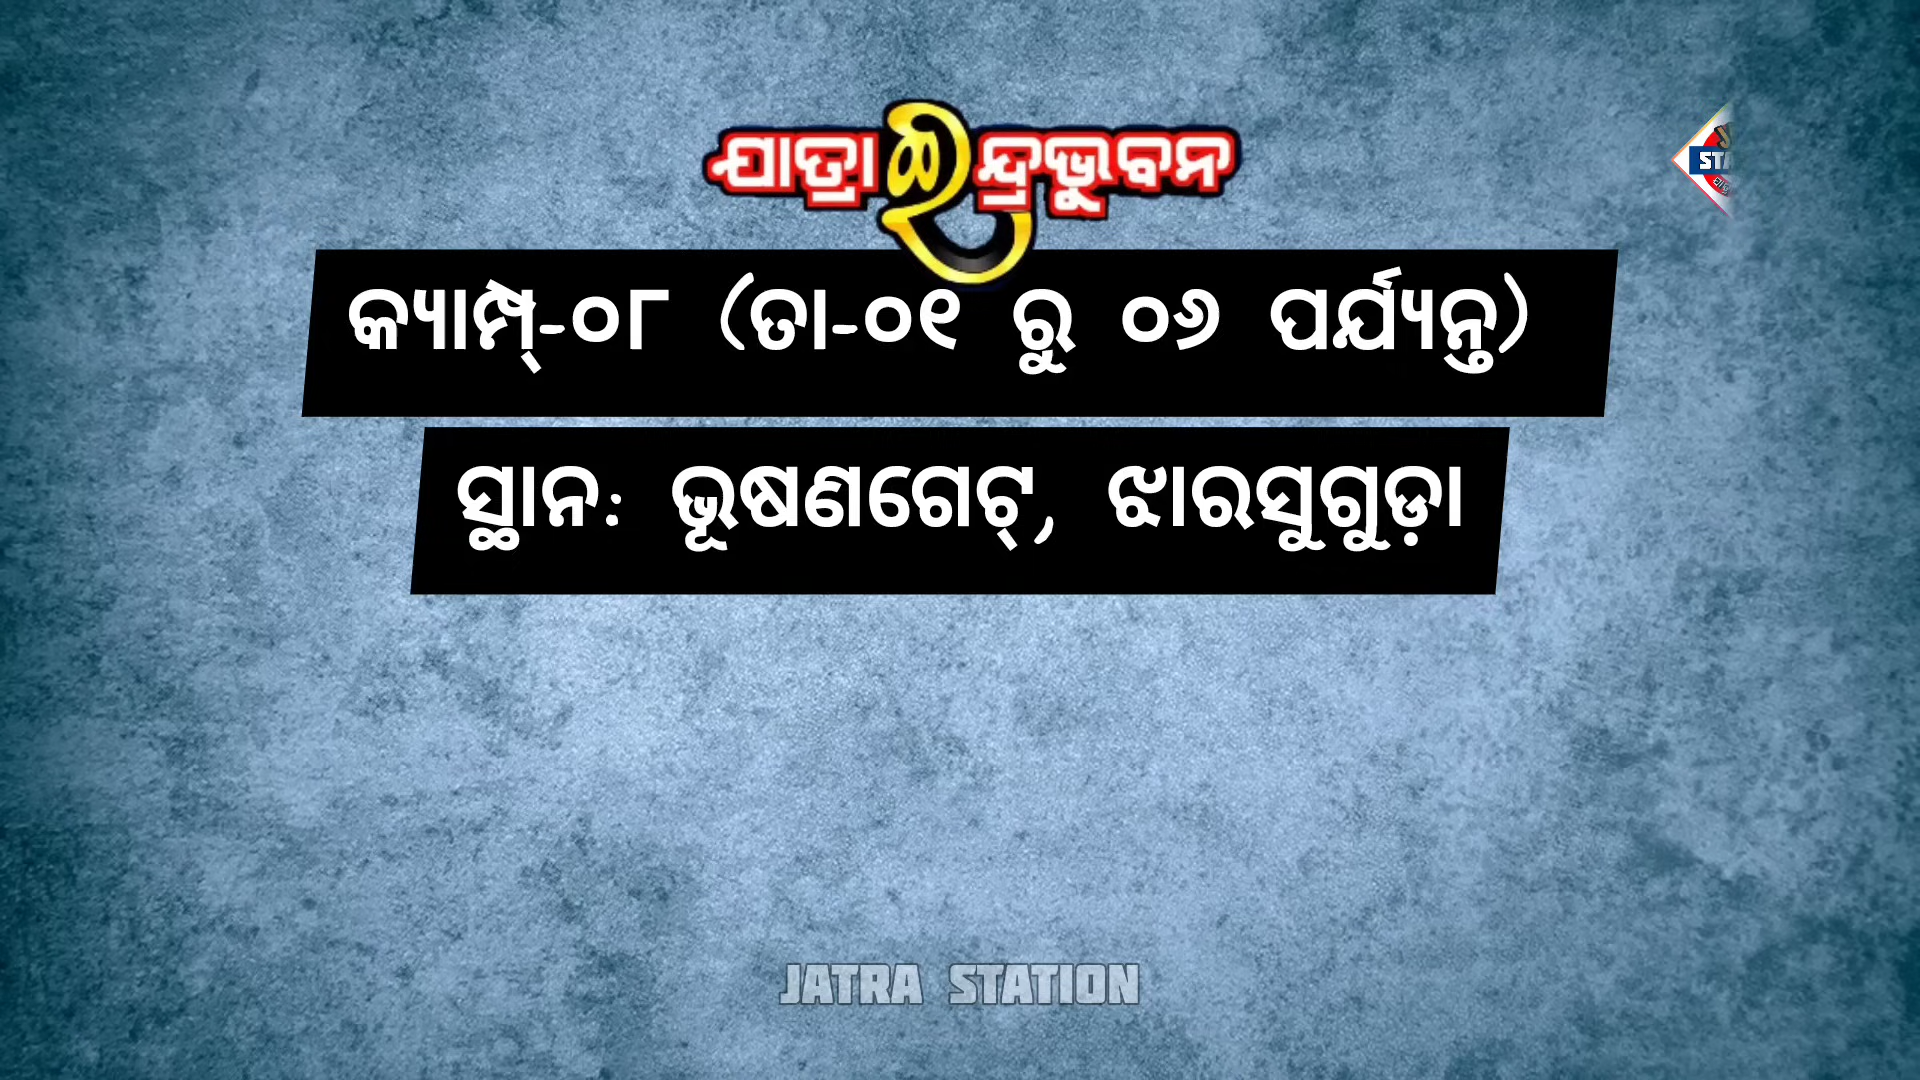 ଯାତ୍ରା ଇନ୍ଦ୍ରଭୁବନ
କ୍ୟାମ୍ପ୍-୦୮ (ତା-୦୧ ରୁ ୦୬ ପର୍ଯ୍ୟନ୍ତ)
ସ୍ଥାନ: ଭୂଷଣଗେଟ୍, ଝାରସୁଗୁଡ଼ା
JATRA STATION